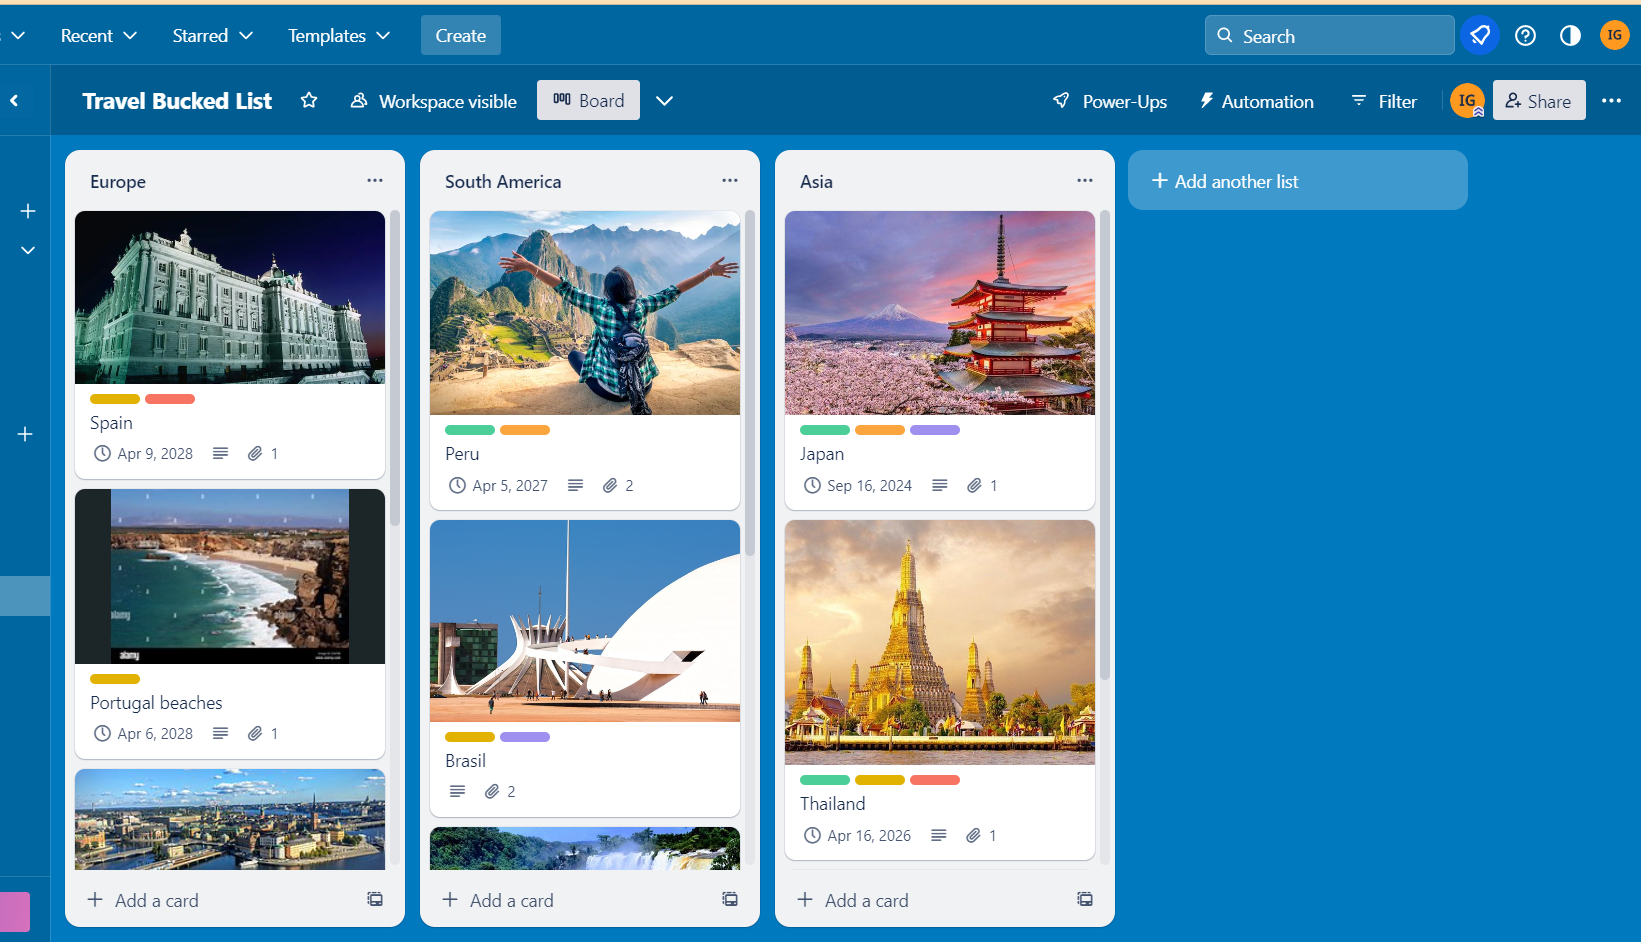 Recent
Starred
Templates
Create
Search
IG
Travel Bucked List
Workspace visible
Board
Power-Ups
Automation
Filter
IG
Share
Europe
Spain
Apr 9, 2028
1
alamy
alamy
Portugal beaches
Apr 6, 2028
1
+ Add a card
South America
Peru
Apr 5, 2027
2
Brasil
2
+ Add a card
Asia
Japan
Sep 16, 2024
1
Thailand
Apr 16, 2026
1
+ Add a card
+ Add another list